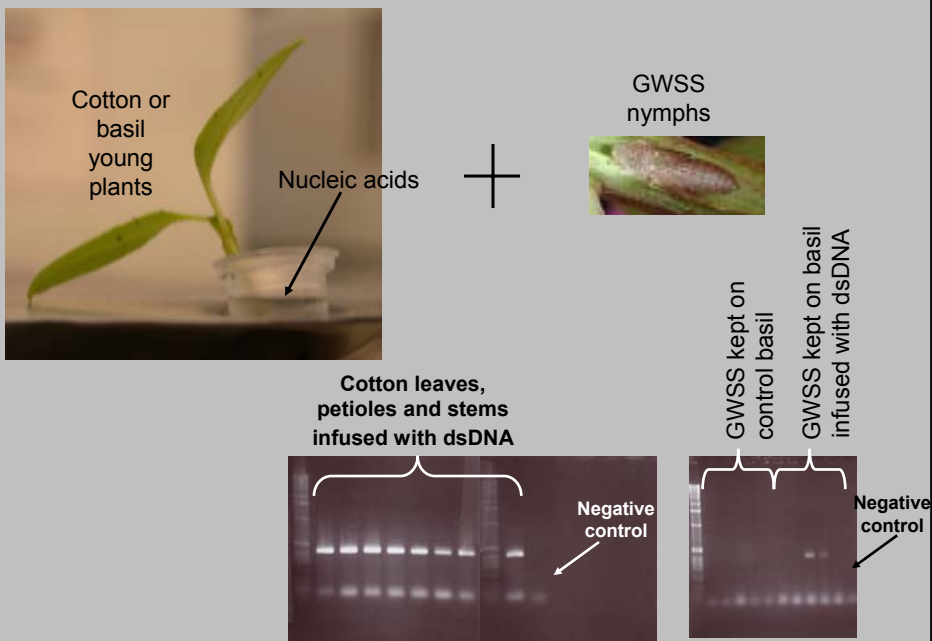 Cotton or
basil
young
plants
Nucleic acids
GWSS
nymphs
Cotton leaves,
petioles and stems
infused with dsDNA
Negative
control
GWSS kept on
control basil
GWSS kept on basil
infused with dsDNA
Negative
control